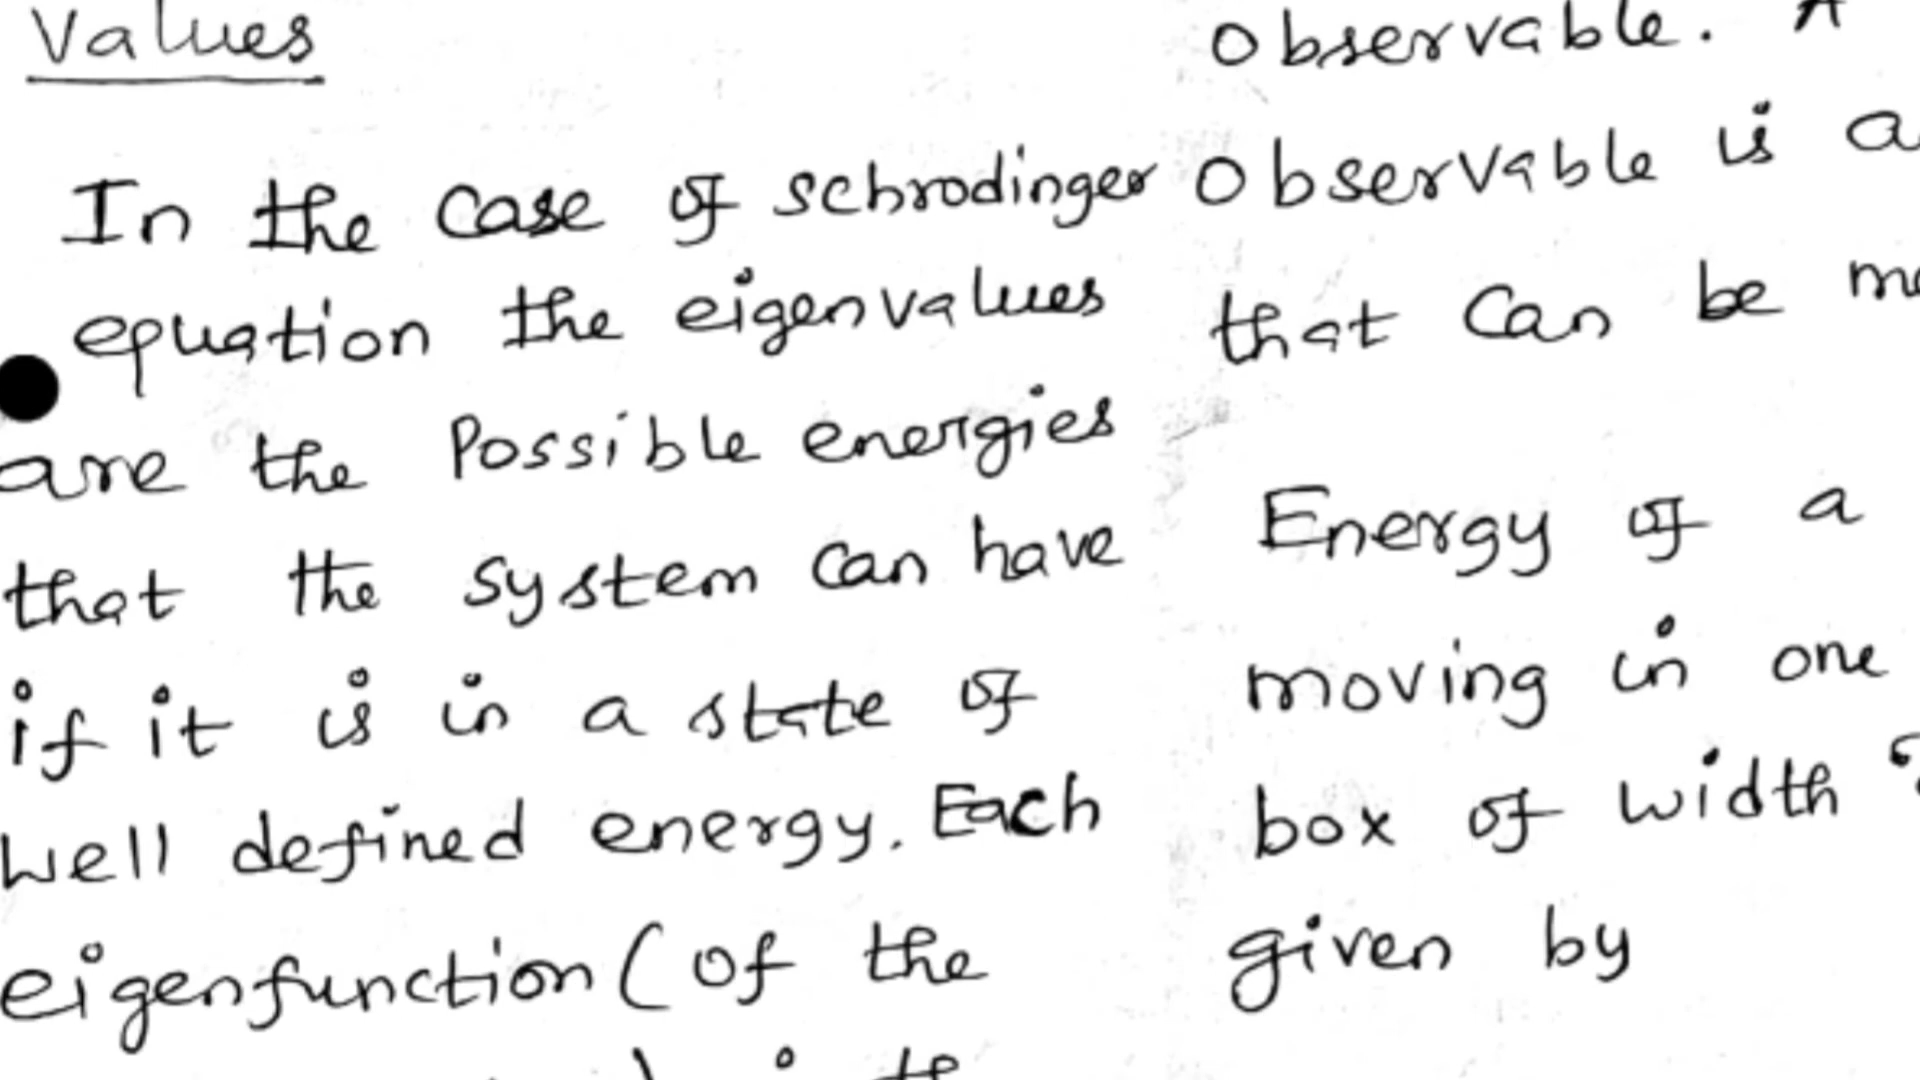 Values
In the case of schrodinger
equation the eigenvalues
are the Possible energies
that the system can have
if it is in a state of
well defined energy. Each
eigenfunction (of the
observable. A
observable is a
that can be
Energy of a
moving in one
box of width
given by